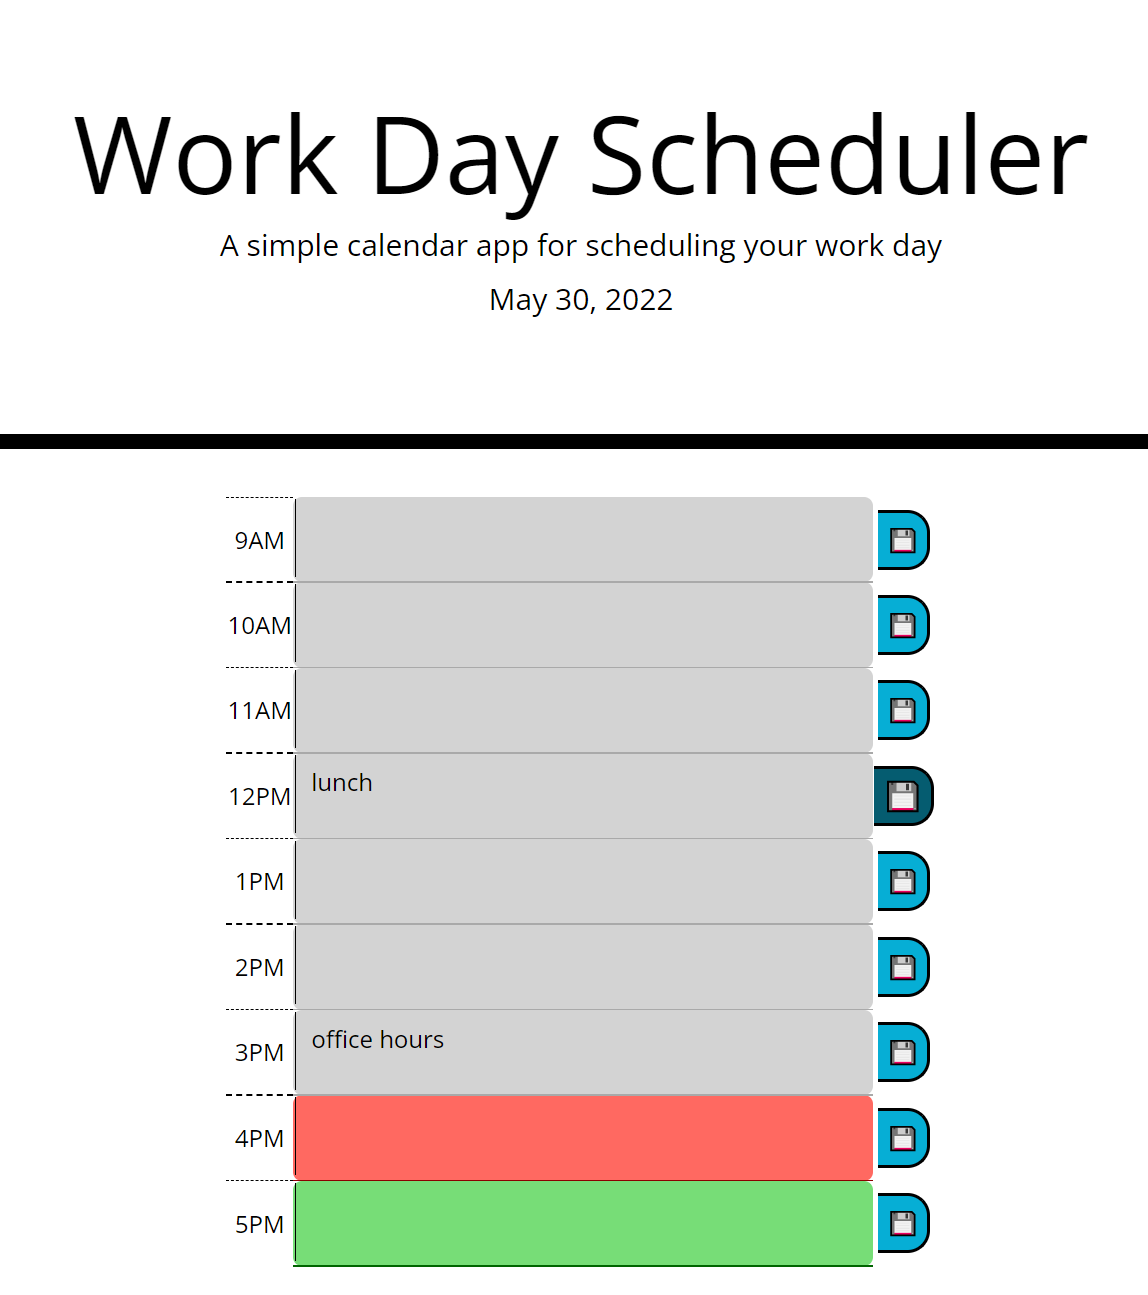 Work Day Scheduler
A simple calendar app for scheduling your work day
May 30, 2022
9AM
10AM
11AM
12PM lunch
1PM
2PM
3PM office hours
4PM
5PM